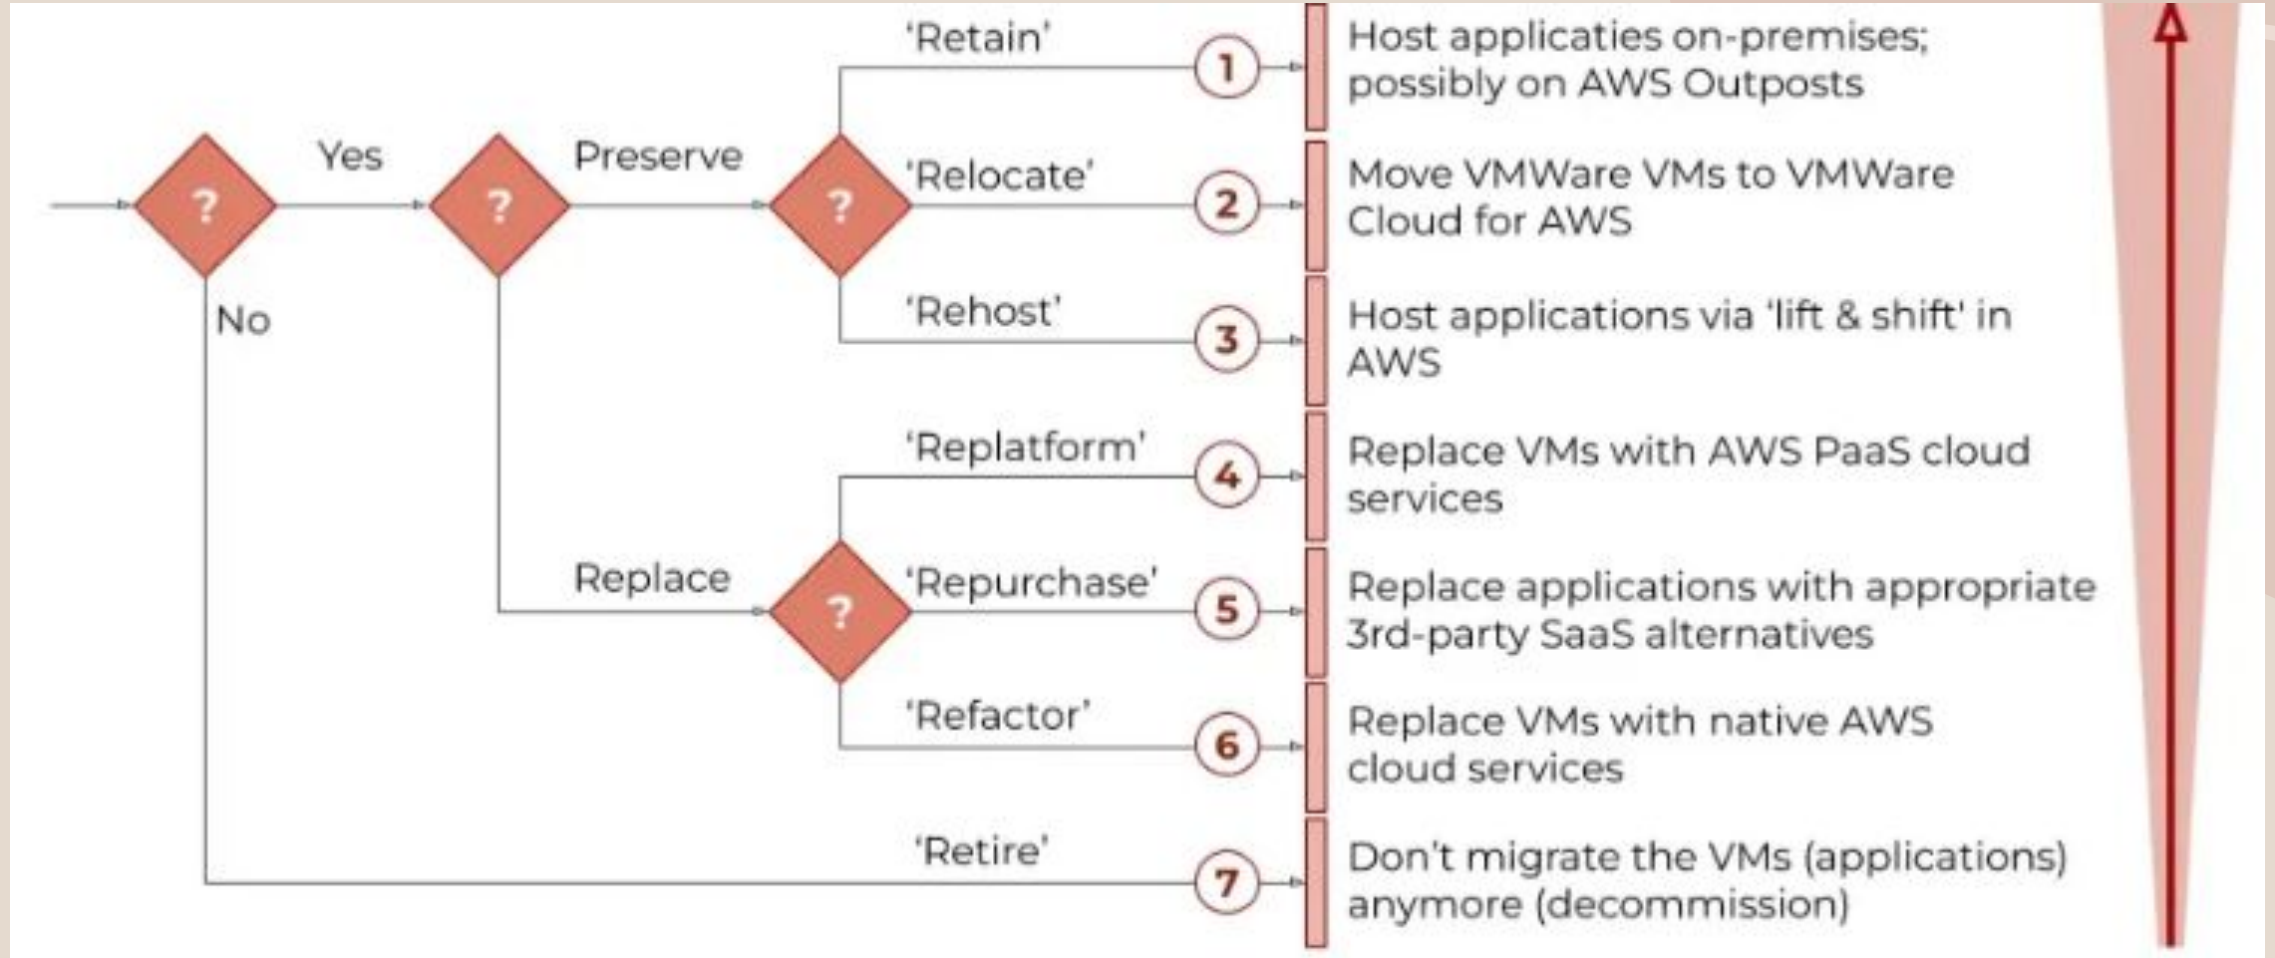 'Retain'
1
Host applicaties on-premises;
possibly on AWS Outposts
?
Yes
?
Preserve
?
'Relocate'
2
Move VMWare VMs to VMWare
Cloud for AWS
No
'Rehost'
3
Host applications via 'lift & shift' in
AWS
'Replatform'
4
Replace VMs with AWS PaaS cloud
services
Replace
?
'Repurchase'
5
Replace applications with appropriate
3rd-party SaaS alternatives
'Refactor'
6
Replace VMs with native AWS
cloud services
'Retire'
7
Don't migrate the VMs (applications)
anymore (decommission)